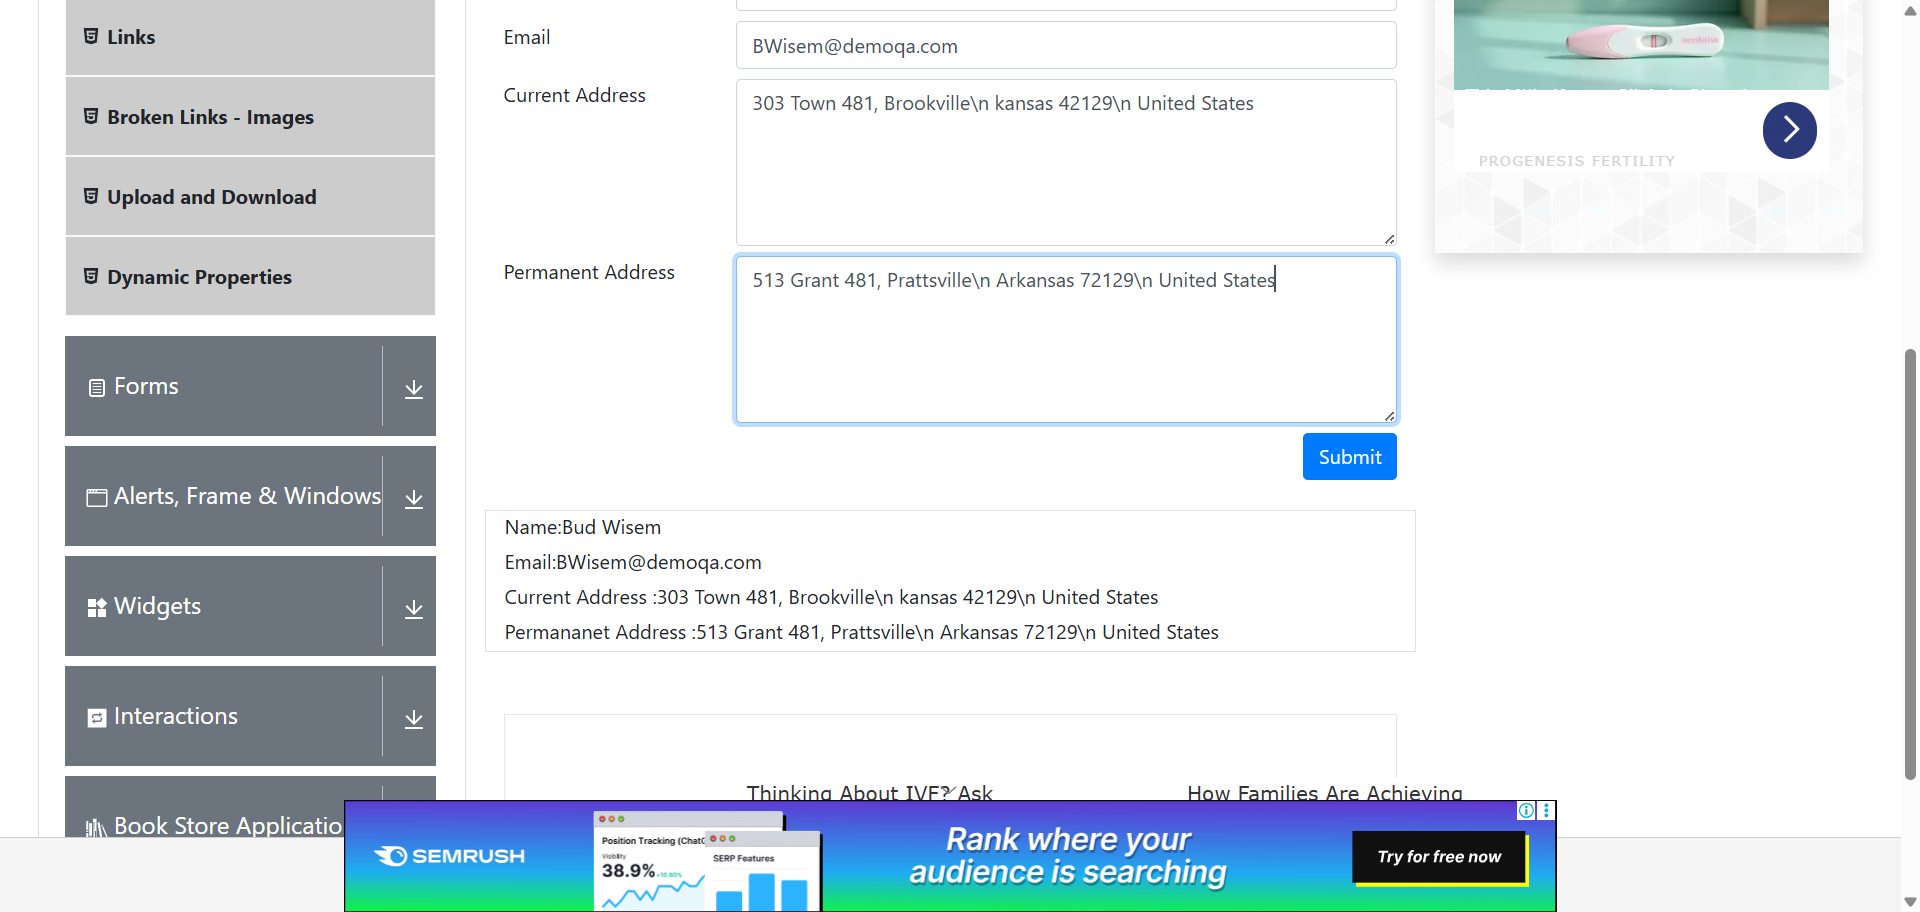 Links
Broken Links - Images
Upload and Download
Dynamic Properties
Forms
Alerts, Frame & Windows
Widgets
Interactions
Book Store Applicatio
Email
BWisem@demoqa.com
Current Address
303 Town 481, Brookville\n kansas 42129\n United States
Permanent Address
513 Grant 481, Prattsville\n Arkansas 72129\n United States
Submit
Name:Bud Wisem
Email:BWisem@demoqa.com
Current Address :303 Town 481, Brookville\n kansas 42129\n United States
Permananet Address :513 Grant 481, Prattsville\n Arkansas 72129\n United States
PROGENESIS FERTILITY
Thinking About IVF? Ask
How Families Are Achieving
SEMRUSH
Position Tracking (ChatG
Visibility
38.9% +10.80%
SERP Features
Rank where your
audience is searching
Try for free now